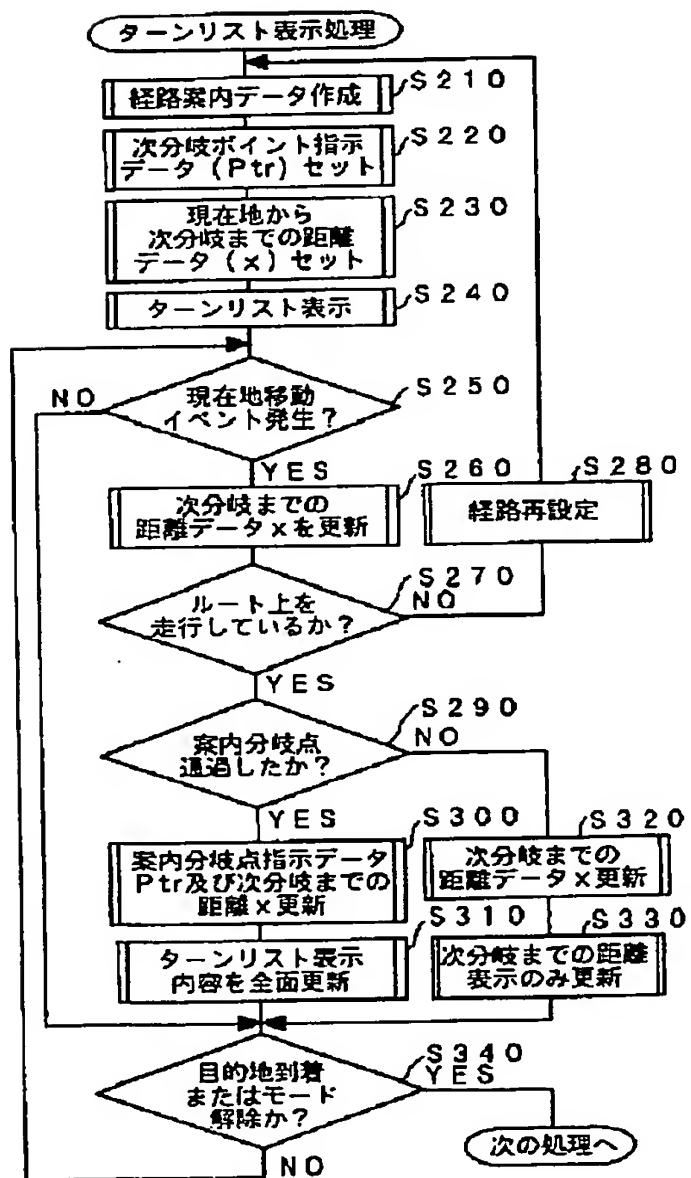 ターンリスト表示処理
S210
経路案内データ作成
S220
次分岐ポイント指示
データ(Ptr)セット
S230
現在地から
次分岐までの距離
データ(x)セット
S240
ターンリスト表示
S250
NO
現在地移動
イベント発生?
YES
S260
次分岐までの
距離データxを更新
S280
経路再設定
S270
NO
ルート上を
走行しているか?
YES
S290
NO
案内分岐点
通過したか?
YES
S300
案内分岐点指示データ
Ptr及び次分岐までの
距離x更新
S320
次分岐までの
距離データx更新
S310
ターンリスト表示
内容を全面更新
S330
次分岐までの距離
表示のみ更新
S340
YES
目的地到着
またはモード
解除か?
次の処理へ
NO